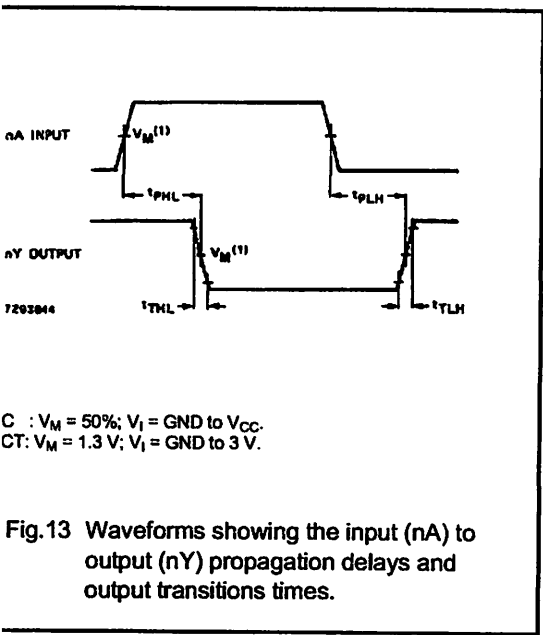 nA INPUT
VM(1)
tPHL
tPLH
nY OUTPUT
VM(1)
7293844
tTHL
tTLH
C : VM = 50%; VI = GND to VCC.
CT: VM = 1.3 V; VI = GND to 3 V.
Fig.13 Waveforms showing the input (nA) to
output (nY) propagation delays and
output transitions times.